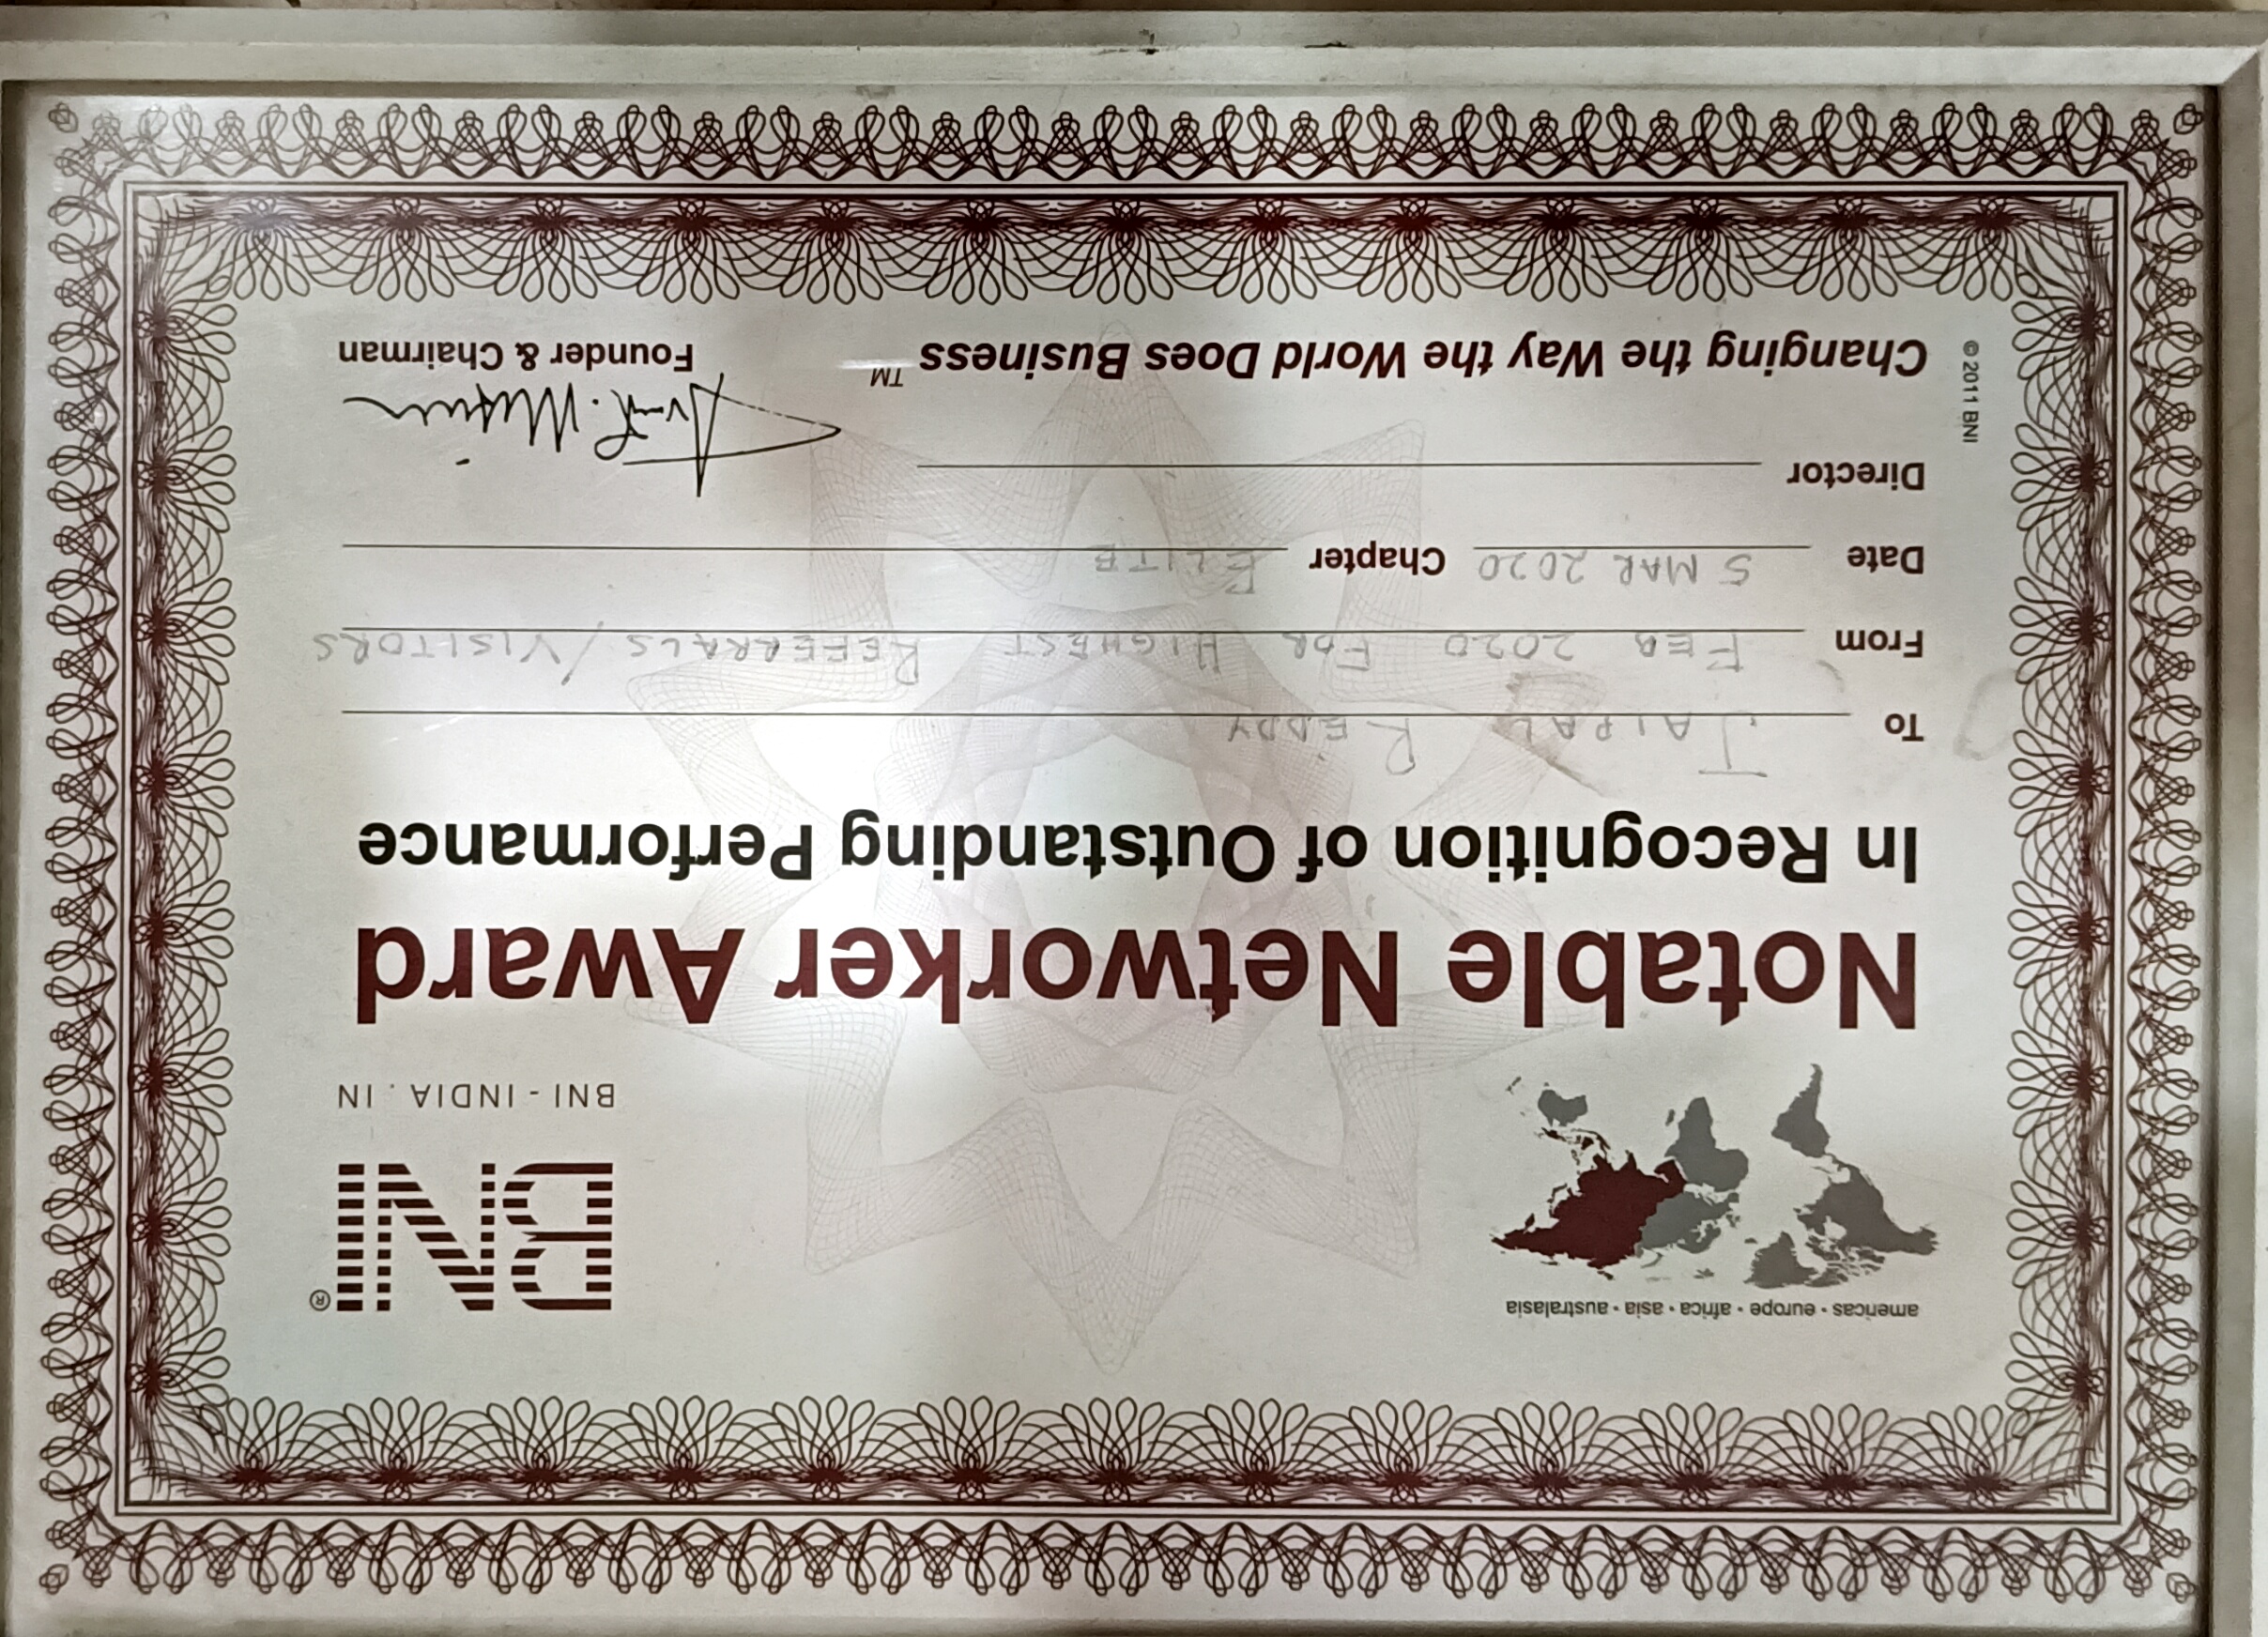 americas • europe • africa • asia • australasia
BNI®
BNI-INDIA.IN
Notable Networker Award
In Recognition of Outstanding Performance
To JAIPAL REDDY
From FEB 2020 FOR HIGHEST REFERRALS / VISITORS
Date 5 MAR 2020 Chapter ELITE
Director
Changing the Way the World Does Business™
Founder & Chairman
© 2011 BNI